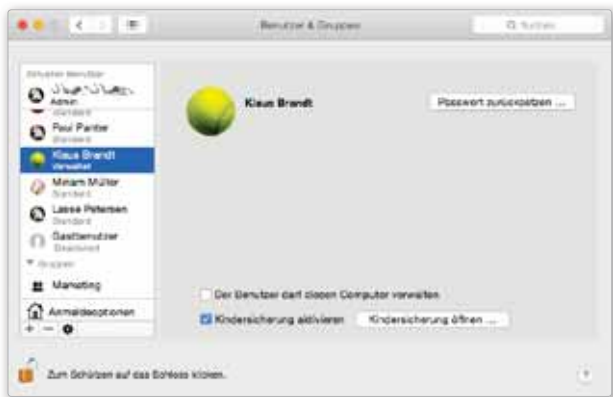 Benutzer & Gruppen
Suchen
Aktueller Benutzer
Admin
Standard
Paul Panter
Standard
Klaus Brandt
Verwaltet
Miriam Müller
Standard
Lasse Petersen
Standard
Gastbenutzer
Gruppen
Marketing
Anmeldeoptionen
Klaus Brandt
Passwort zurücksetzen ...
Der Benutzer darf diesen Computer verwalten
Kindersicherung aktivieren
Kindersicherung öffnen ...
Zum Schützen auf das Schloss klicken.
?